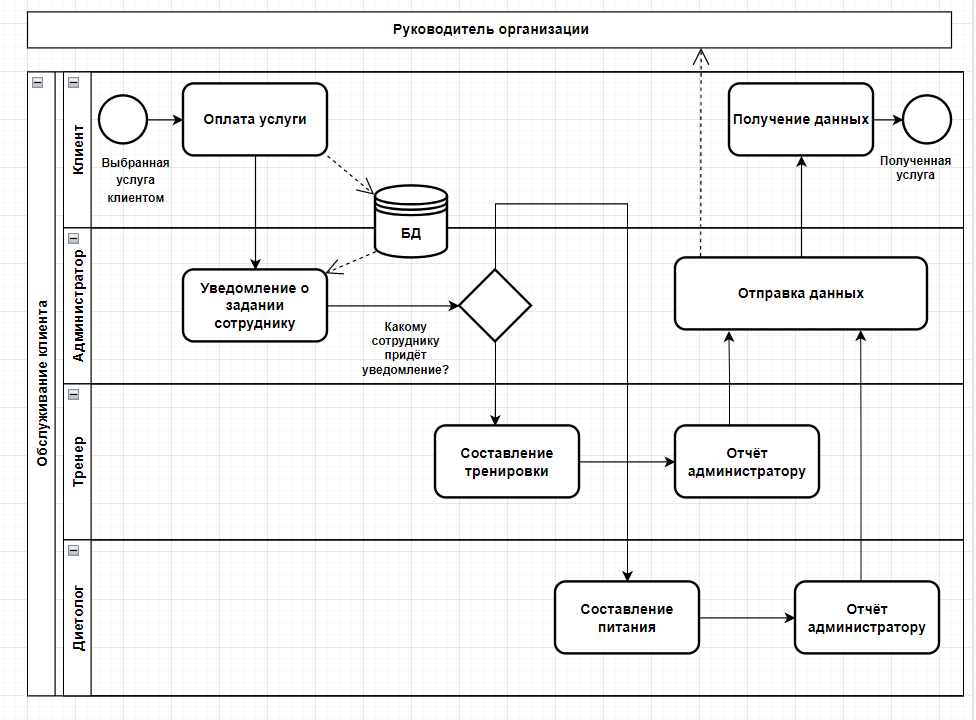 Руководитель организации
Обслуживание клиента
Клиент
Выбранная
услуга
клиентом
Оплата услуги
БД
Получение данных
Полученная
услуга
Администратор
Уведомление о
задании
сотруднику
Какому
сотруднику
придёт
уведомление?
Отправка данных
Тренер
Составление
тренировки
Отчёт
администратору
Диетолог
Составление
питания
Отчёт
администратору